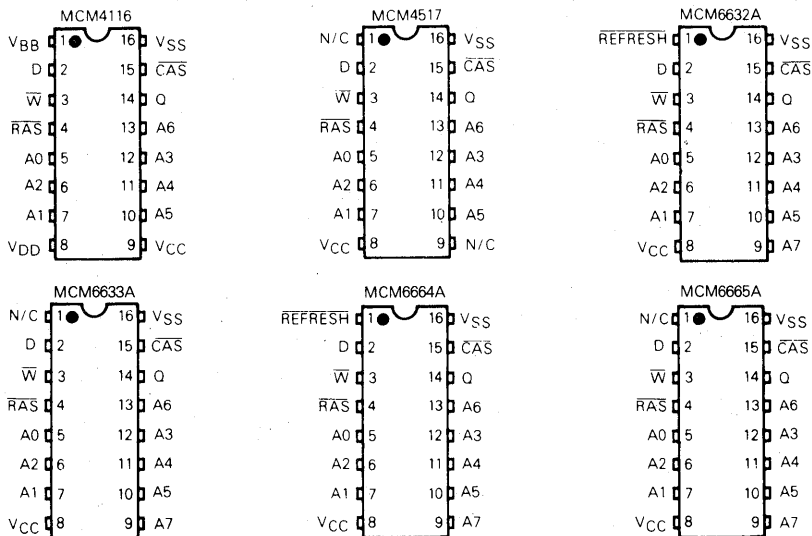 MCM4116
VBB 1 16 VSS
D 2 15 CAS
W 3 14 Q
RAS 4 13 A6
A0 5 12 A3
A2 6 11 A4
A1 7 10 A5
VDD 8 9 VCC
MCM4517
N/C 1 16 VSS
D 2 15 CAS
W 3 14 Q
RAS 4 13 A6
A0 5 12 A3
A2 6 11 A4
A1 7 10 A5
VCC 8 9 N/C
MCM6632A
REFRESH 1 16 VSS
D 2 15 CAS
W 3 14 Q
RAS 4 13 A6
A0 5 12 A3
A2 6 11 A4
A1 7 10 A5
VCC 8 9 A7
MCM6633A
N/C 1 16 VSS
D 2 15 CAS
W 3 14 Q
RAS 4 13 A6
A0 5 12 A3
A2 6 11 A4
A1 7 10 A5
VCC 8 9 A7
MCM6664A
REFRESH 1 16 VSS
D 2 15 CAS
W 3 14 Q
RAS 4 13 A6
A0 5 12 A3
A2 6 11 A4
A1 7 10 A5
VCC 8 9 A7
MCM6665A
N/C 1 16 VSS
D 2 15 CAS
W 3 14 Q
RAS 4 13 A6
A0 5 12 A3
A2 6 11 A4
A1 7 10 A5
VCC 8 9 A7